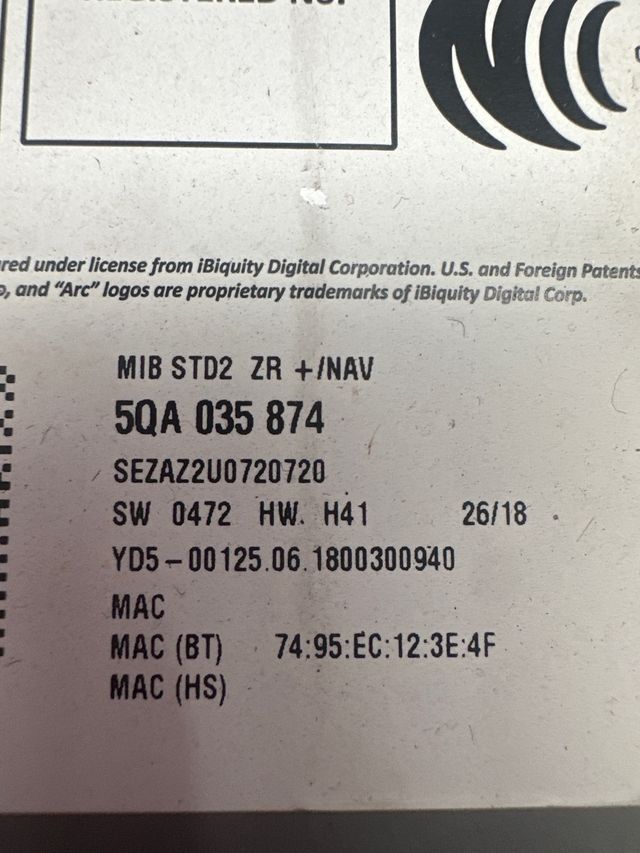 REGISTERED NO.
red under license from iBiquity Digital Corporation. U.S. and Foreign Patents
o, and “Arc” logos are proprietary trademarks of iBiquity Digital Corp.
MIB STD2 ZR +/NAV
5QA 035 874
SEZAZ2U0720720
SW 0472 HW. H41 26/18
YD5-00125.06.1800300940
MAC
MAC (BT) 74:95:EC:12:3E:4F
MAC (HS)